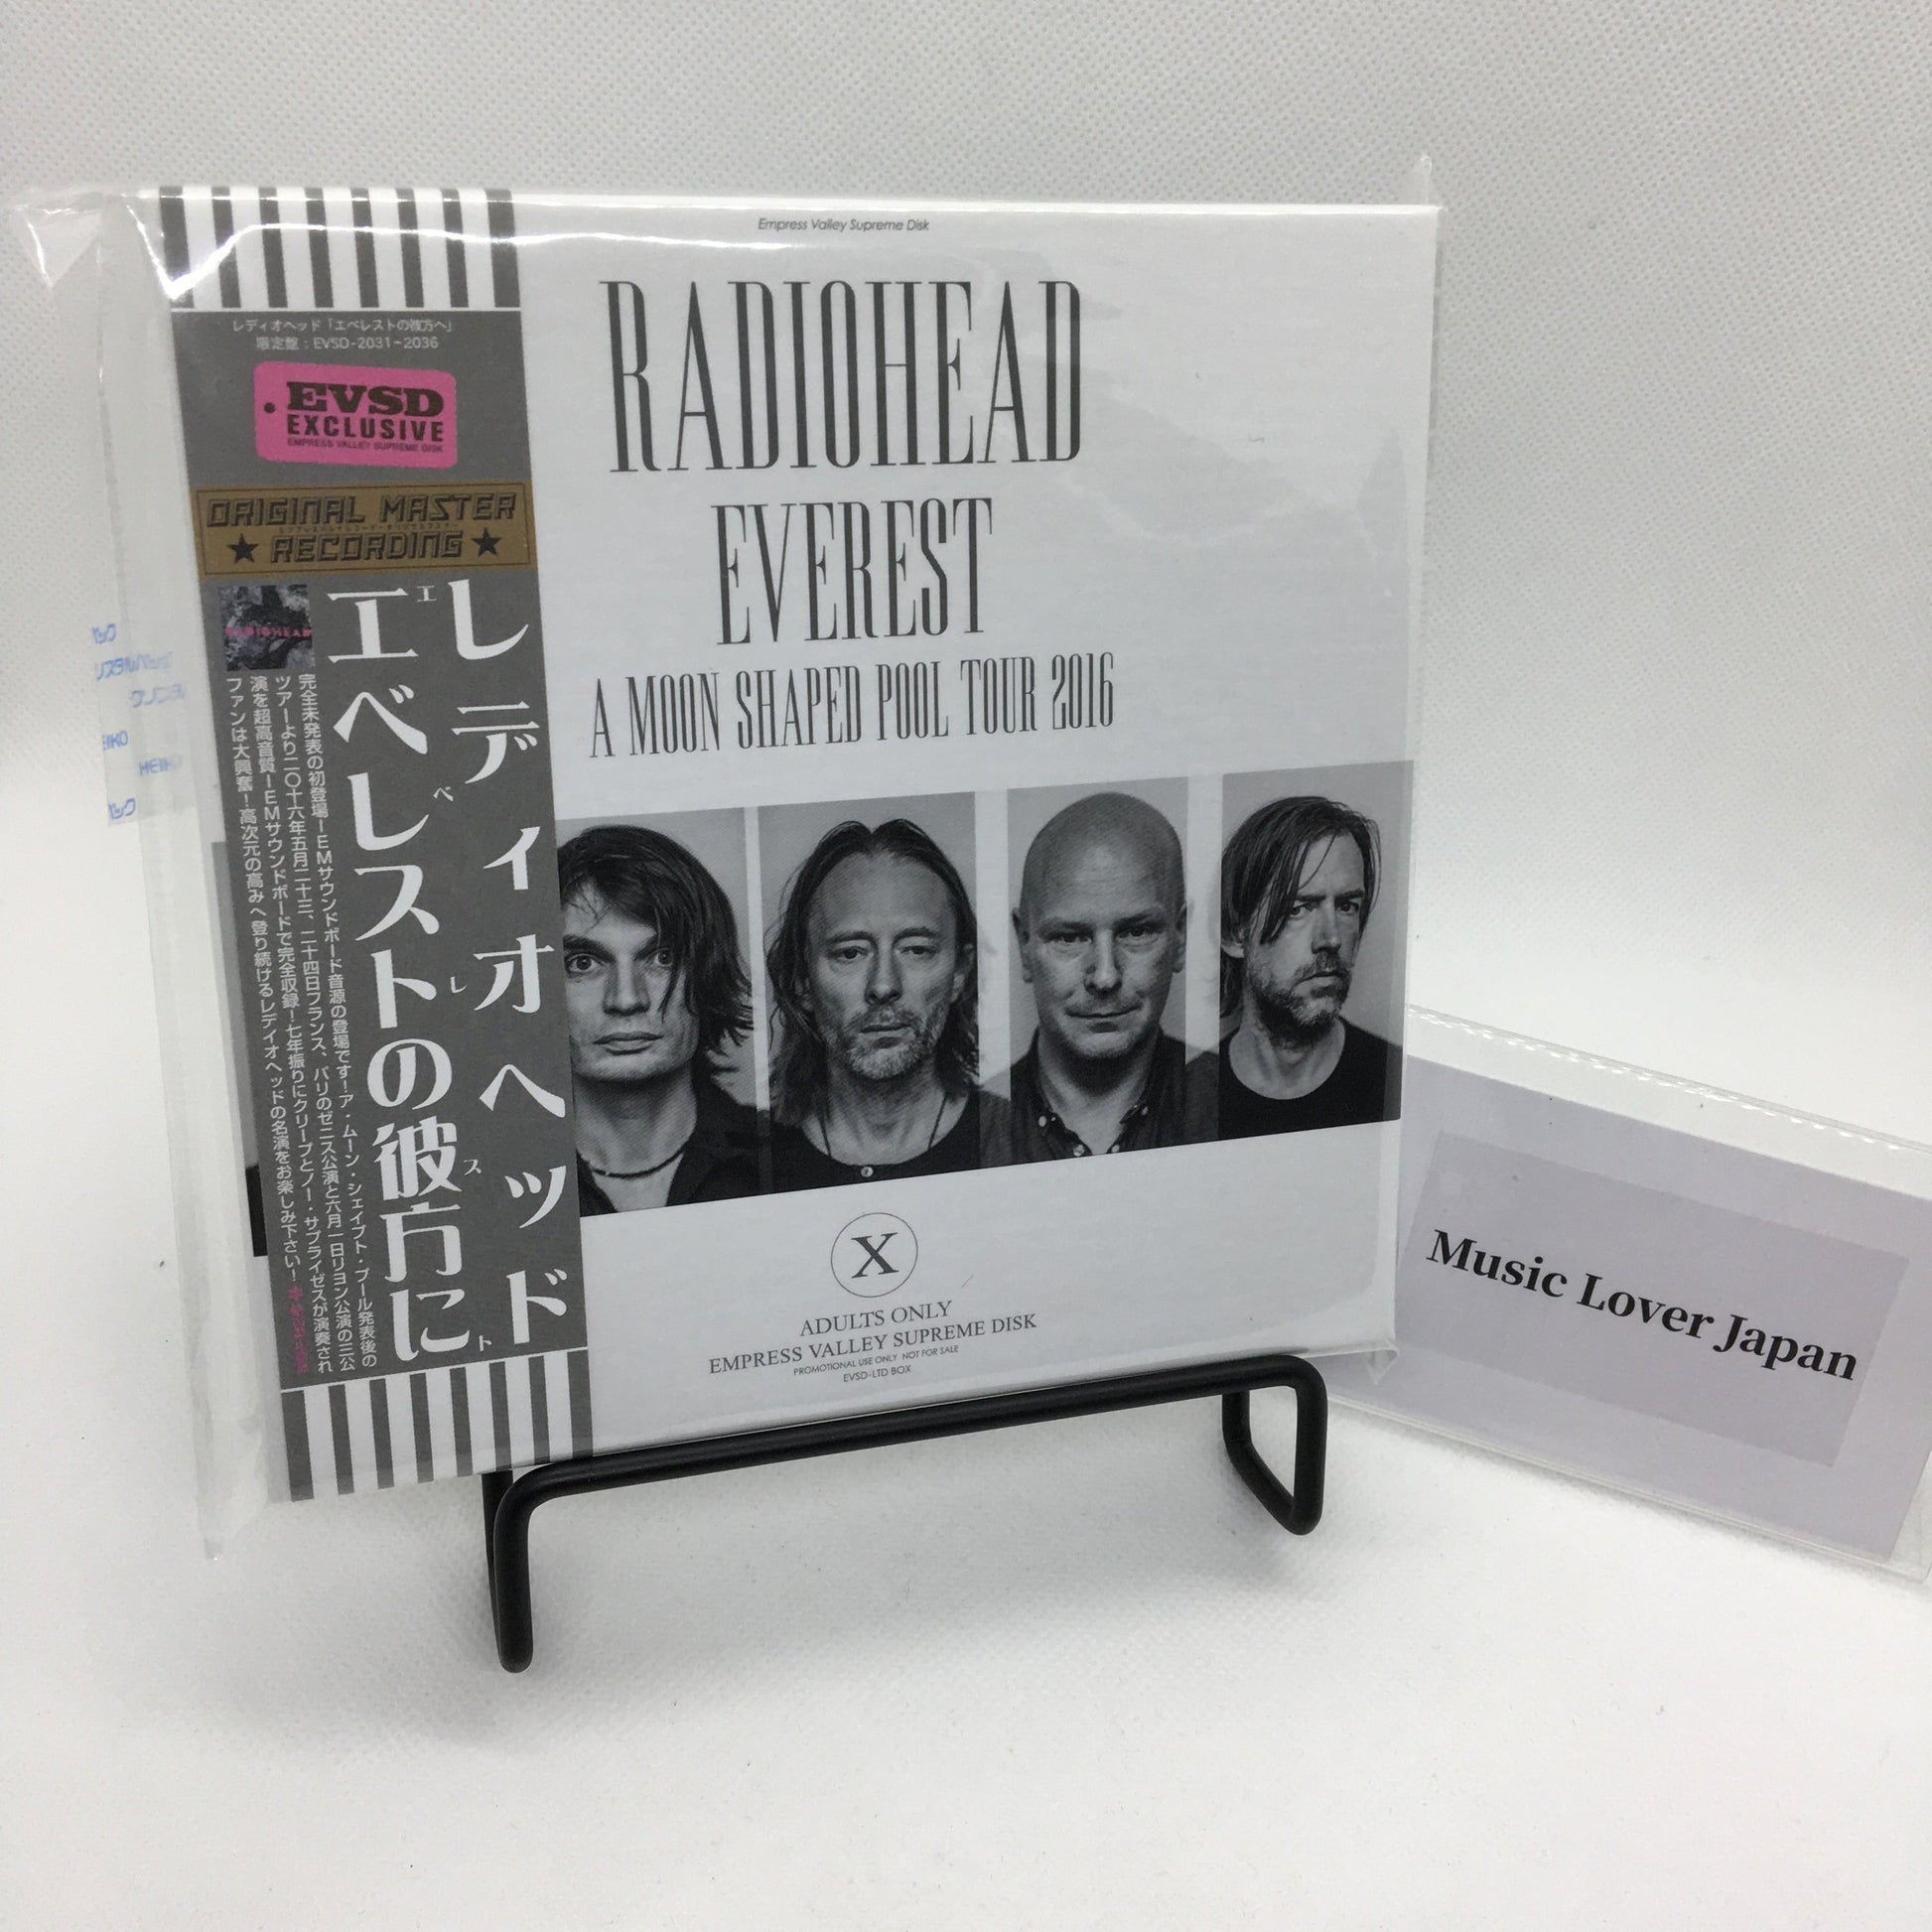 Empress Valley Supreme Disk
レディオヘッド「エベレストの彼方へ」
限定盤：EVSD-2031~2036
EVSD
EXCLUSIVE
EMPRESS VALLEY SUPREME DISK
ORIGINAL MASTER
★ RECORDING ★
RADIOHEAD
レディオヘッド
エベレストの彼方に
エベレスト
完全未発表の初登場IEMサウンドボード音源の登場です！ア・ムーン・シェイプト・プール発表後の
ツアーより二〇十六年五月二十三、二十四日フランス、パリのゼニス公演と六月一日リヨン公演の三公
演を超高音質IEMサウンドボードで完全収録！七年振りにクリープとノー・サプライゼスが演奏され
ファンは大興奮！高次元の高みへ登り続けるレディオヘッドの名演をお楽しみ下さい！
RADIOHEAD
EVEREST
A MOON SHAPED POOL TOUR 2016
X
ADULTS ONLY
EMPRESS VALLEY SUPREME DISK
PROMOTIONAL USE ONLY NOT FOR SALE
EVSD-LTD BOX
HEIKO
Music Lover Japan